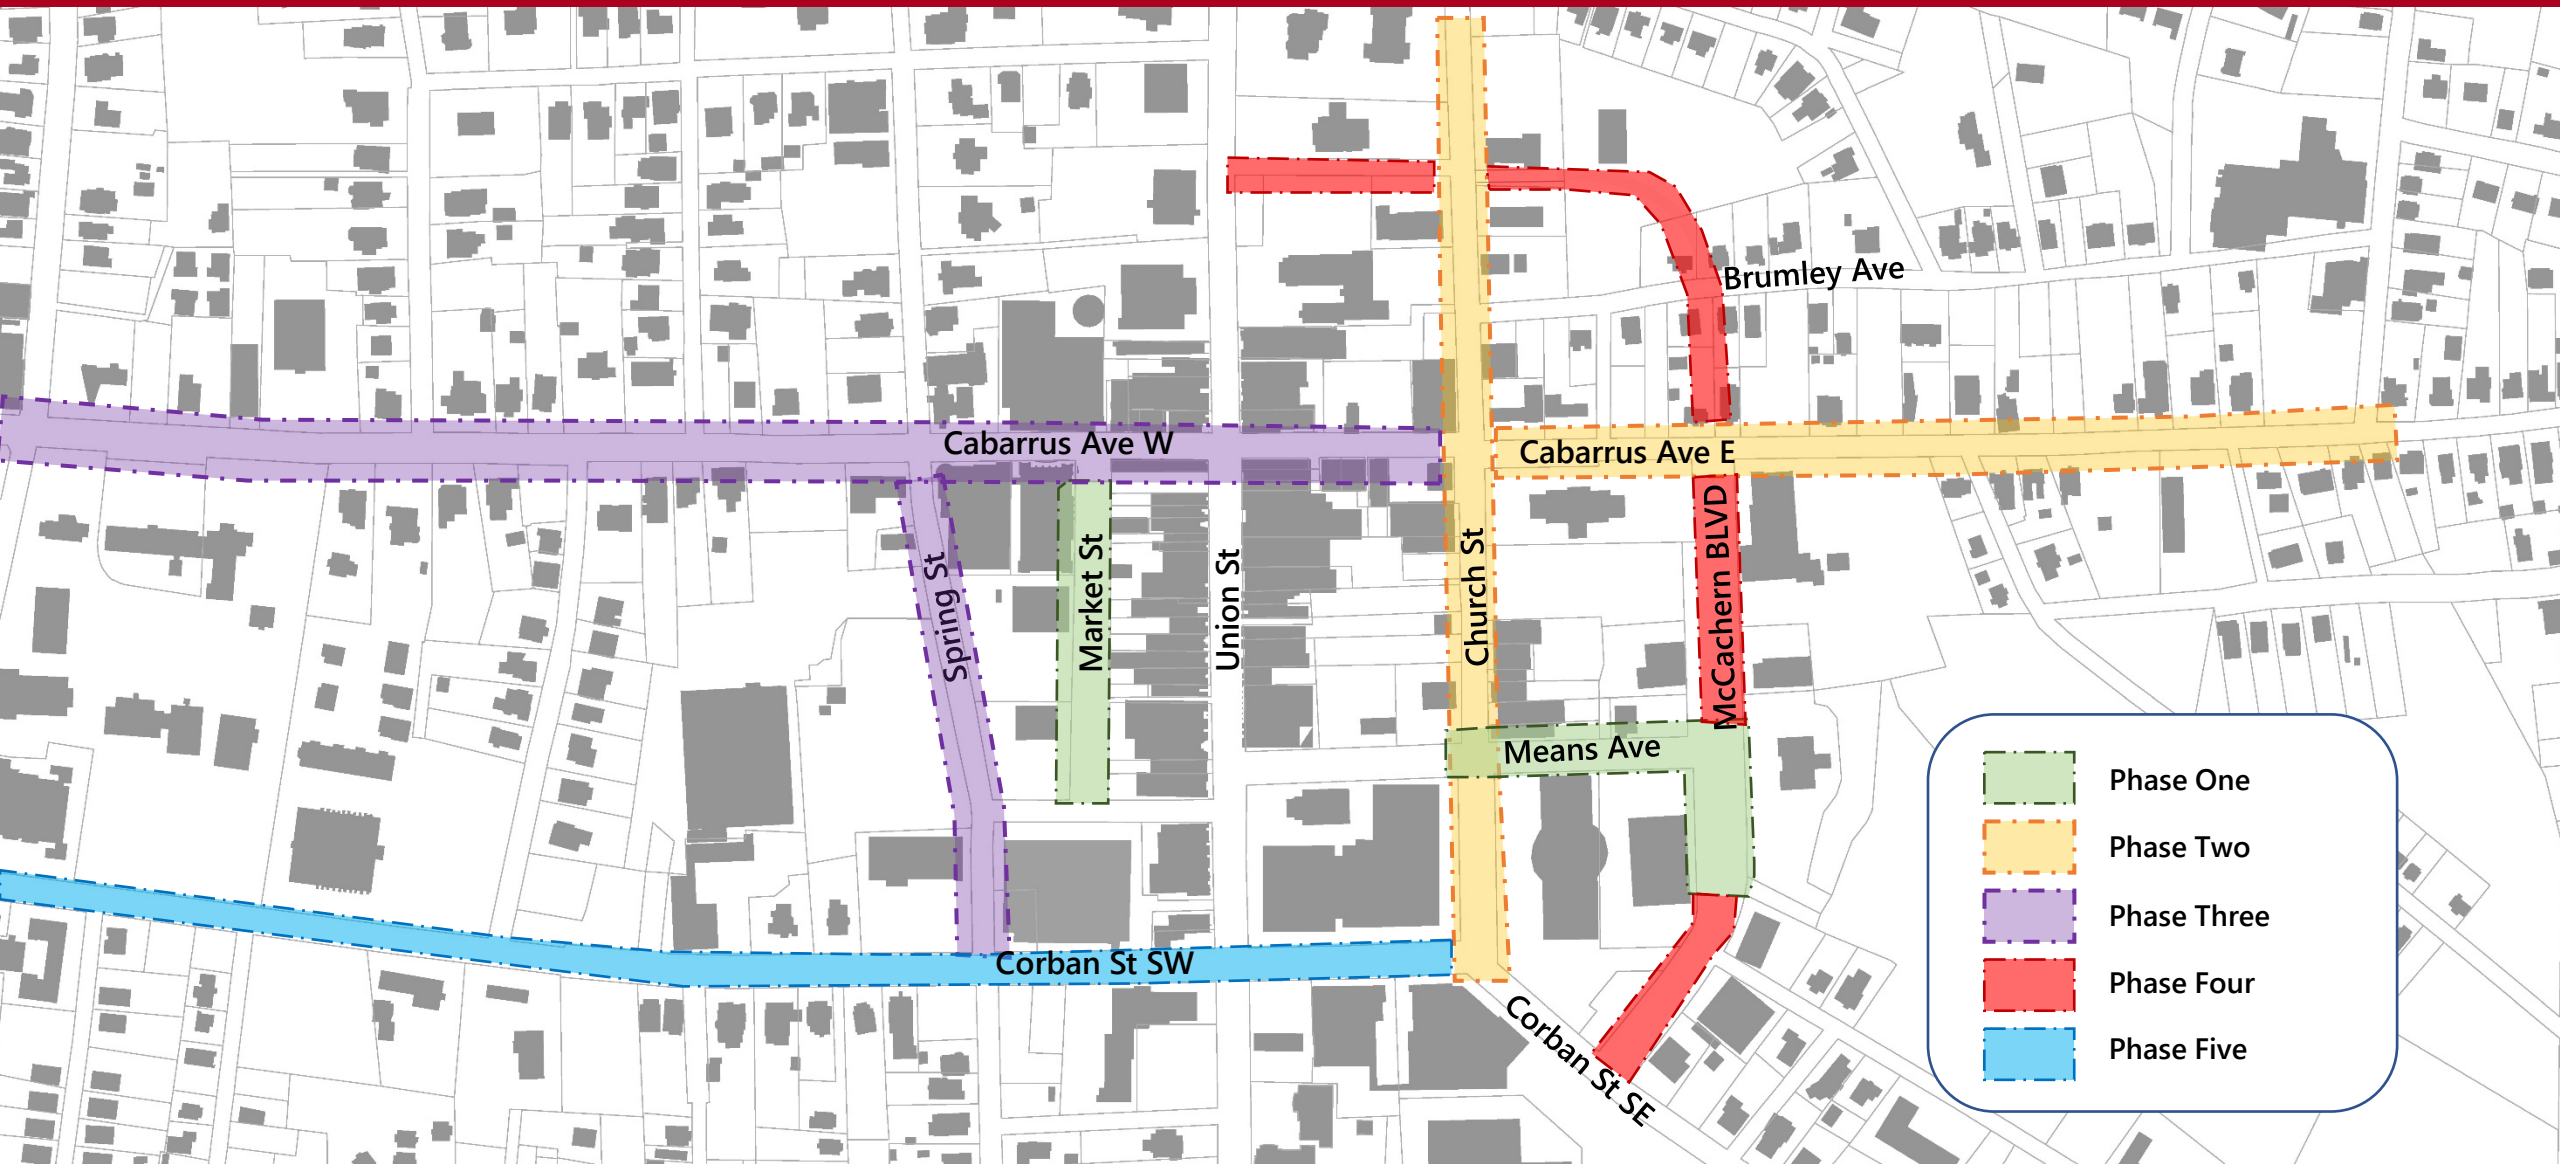 Brumley Ave
Cabarrus Ave W
Cabarrus Ave E
Spring St
Market St
Union St
Church St
McCachern BLVD
Means Ave
Corban St SW
Corban St SE
Phase One
Phase Two
Phase Three
Phase Four
Phase Five